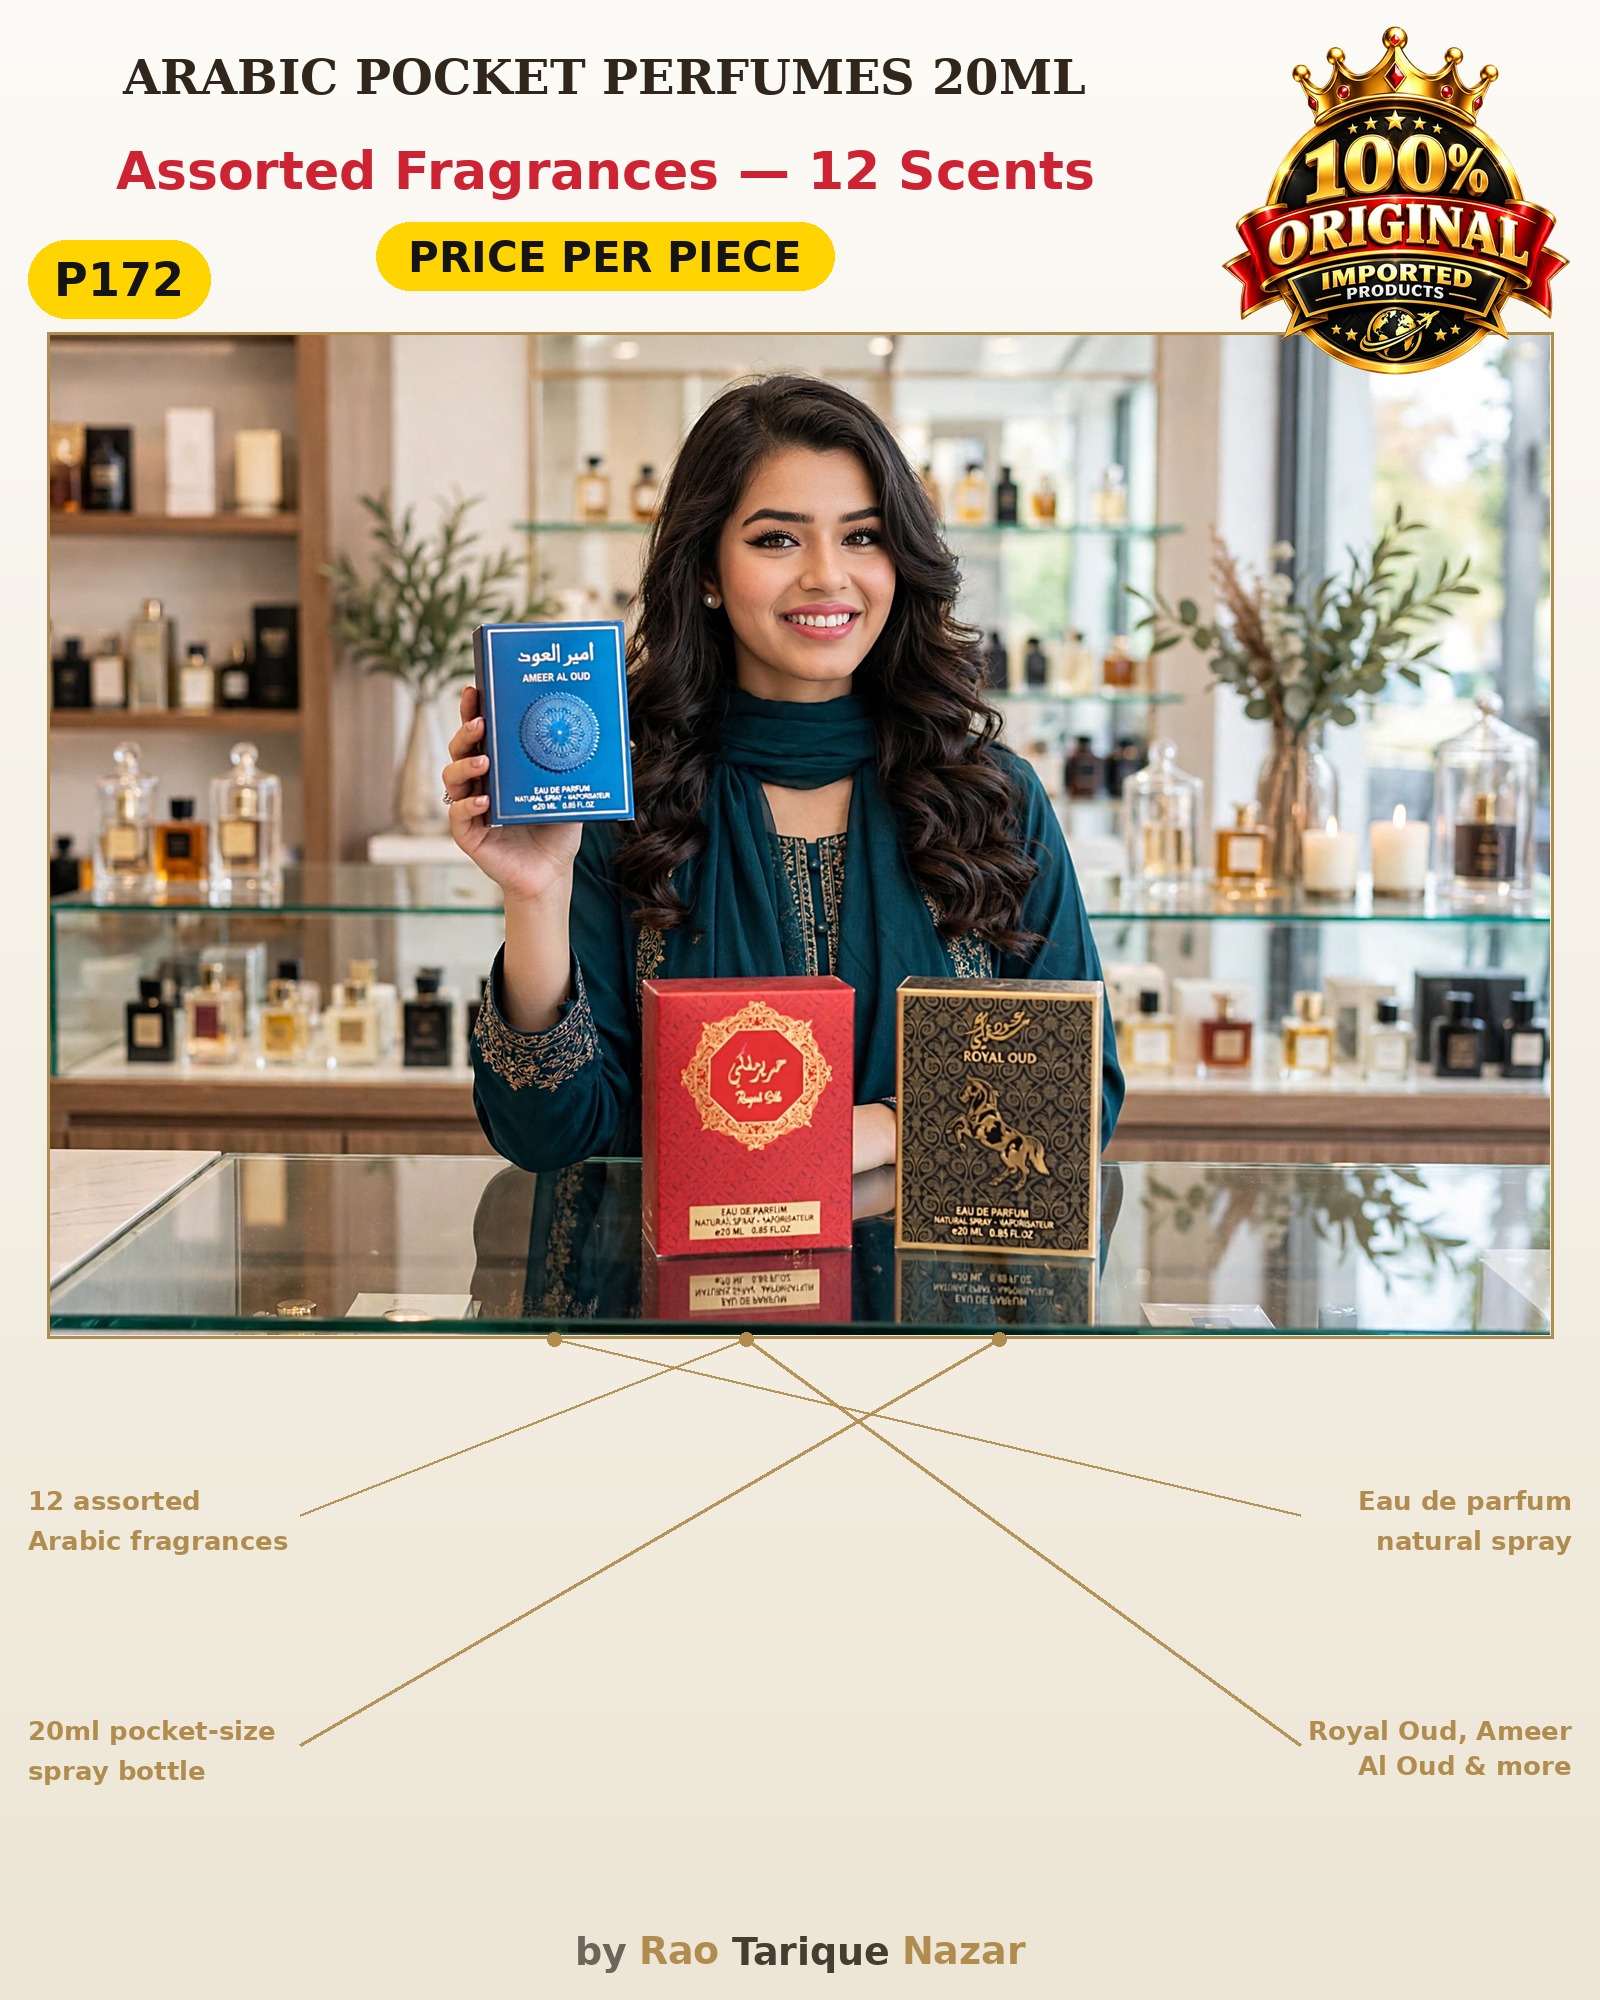 ARABIC POCKET PERFUMES 20ML
Assorted Fragrances — 12 Scents
PRICE PER PIECE
P172
100%
ORIGINAL
IMPORTED
PRODUCTS
أمير العود
AMEER AL OUD
EAU DE PARFUM
NATURAL SPRAY - VAPORISATEUR
e20 ML 0.85 FL.OZ
Royal Silk
EAU DE PARFUM
NATURAL SPRAY - VAPORISATEUR
e20 ML 0.85 FL.OZ
ROYAL OUD
EAU DE PARFUM
NATURAL SPRAY - VAPORISATEUR
e20 ML 0.85 FL.OZ
12 assorted
Arabic fragrances
Eau de parfum
natural spray
20ml pocket-size
spray bottle
Royal Oud, Ameer
Al Oud & more
by Rao Tarique Nazar